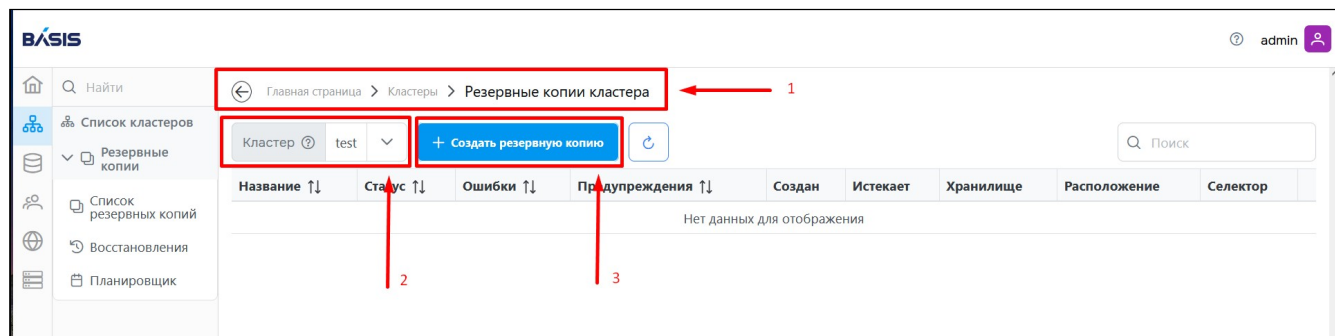 BASIS
admin
Найти
Главная страница > Кластеры > Резервные копии кластера
1
Список кластеров
Резервные
копии
Кластер test
+ Создать резервную копию
Поиск
Название Статус Ошибки Предупреждения Создан Истекает Хранилище Расположение Селектор
Нет данных для отображения
Список
резервных копий
Восстановления
Планировщик
2
3